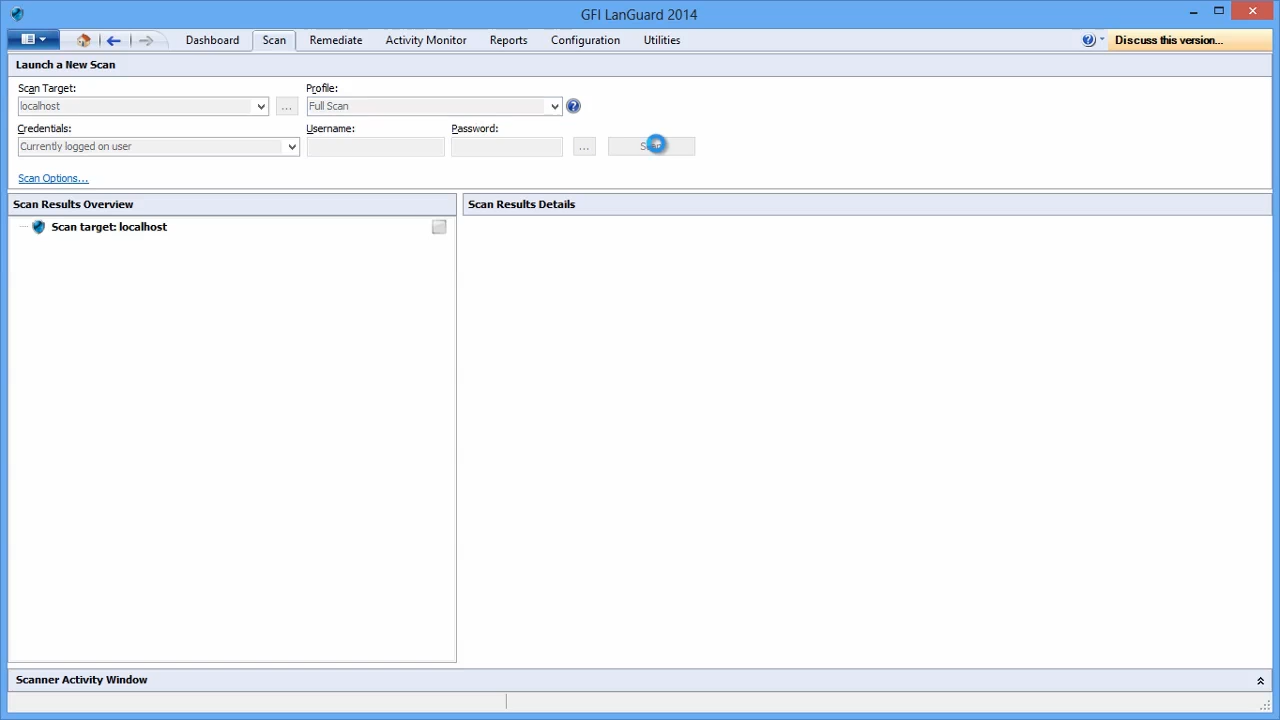 GFI LanGuard 2014
Dashboard Scan Remediate Activity Monitor Reports Configuration Utilities Discuss this version...
Launch a New Scan
Scan Target: Profile:
localhost ... Full Scan
Credentials: Username: Password:
Currently logged on user ...
Scan Options...
Scan Results Overview Scan Results Details
Scan target: localhost
Scanner Activity Window